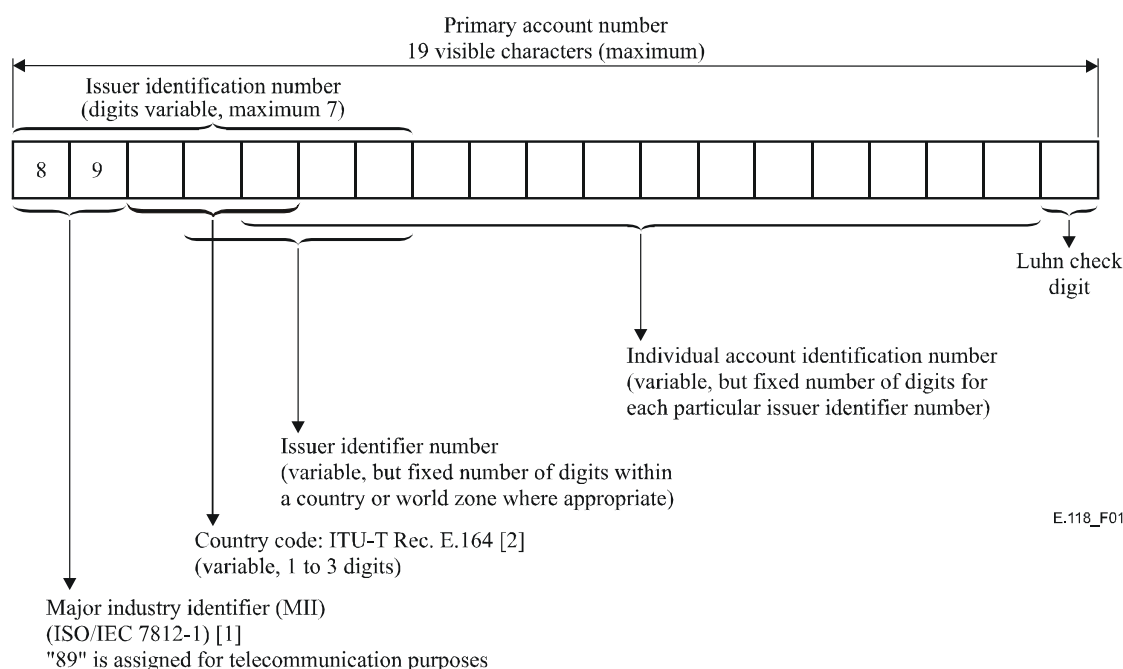 Primary account number
19 visible characters (maximum)
Issuer identification number
(digits variable, maximum 7)
8 9
Luhn check
digit
Individual account identification number
(variable, but fixed number of digits for
each particular issuer identifier number)
Issuer identifier number
(variable, but fixed number of digits within
a country or world zone where appropriate)
E.118_F01
Country code: ITU-T Rec. E.164 [2]
(variable, 1 to 3 digits)
Major industry identifier (MII)
(ISO/IEC 7812-1) [1]
"89" is assigned for telecommunication purposes